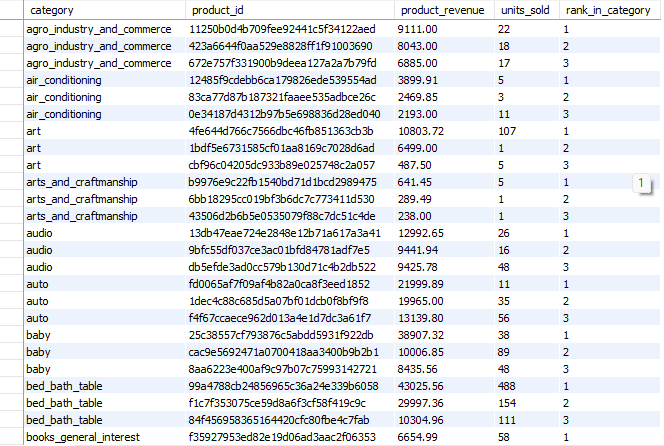 category product_id product_revenue units_sold rank_in_category
agro_industry_and_commerce 11250b0d4b709fee92441c5f34122aed 9111.00 22 1
agro_industry_and_commerce 423a6644f0aa529e8828ff1f91003690 8043.00 18 2
agro_industry_and_commerce 672e757f331900b9deea127a2a7b79fd 6885.00 17 3
air_conditioning 12485f9cdebb6ca179826ede539554ad 3899.91 5 1
air_conditioning 83ca77d87b187321faaee535adbce26c 2469.85 3 2
air_conditioning 0e34187d4312b97b5e698836d28ed040 2193.00 11 3
art 4fe644d766c7566dbc46fb851363cb3b 10803.72 107 1
art 1bdf5e6731585cf01aa8169c7028d6ad 6499.00 1 2
art cbf96c04205dc933b89e025748c2a057 487.50 5 3
arts_and_craftmanship b9976e9c22fb1540bd71d1bcd2989475 641.45 5 1
1
arts_and_craftmanship 6bb18295cc019bf3b6dc7c773411d530 289.49 1 2
arts_and_craftmanship 43506d2b6b5e0535079f88c7dc51c4de 238.00 1 3
audio 13db47eae724e2848e12b71a617a3a41 12992.65 26 1
audio 9bfc55df037ce3ac01bfd84781adf7e5 9441.94 16 2
audio db5efde3ad0cc579b130d71c4b2db522 9425.78 48 3
auto fd0065af7f09af4b82a0ca8f3eed1852 21999.89 11 1
auto 1dec4c88c685d5a07bf01dcb0f8bf9f8 19965.00 35 2
auto f4f67ccaece962d013a4e1d7dc3a61f7 13139.80 56 3
baby 25c38557cf793876c5abdd5931f922db 38907.32 38 1
baby cac9e5692471a0700418aa3400b9b2b1 10006.85 89 2
baby 8aa6223e400af9c97b07c75993142721 8435.56 48 3
bed_bath_table 99a4788cb24856965c36a24e339b6058 43025.56 488 1
bed_bath_table f1c7f353075ce59d8a6f3cf58f419c9c 29997.36 154 2
bed_bath_table 84f456958365164420cfc80fbe4c7fab 10304.96 111 3
books_general_interest f35927953ed82e19d06ad3aac2f06353 6654.99 58 1